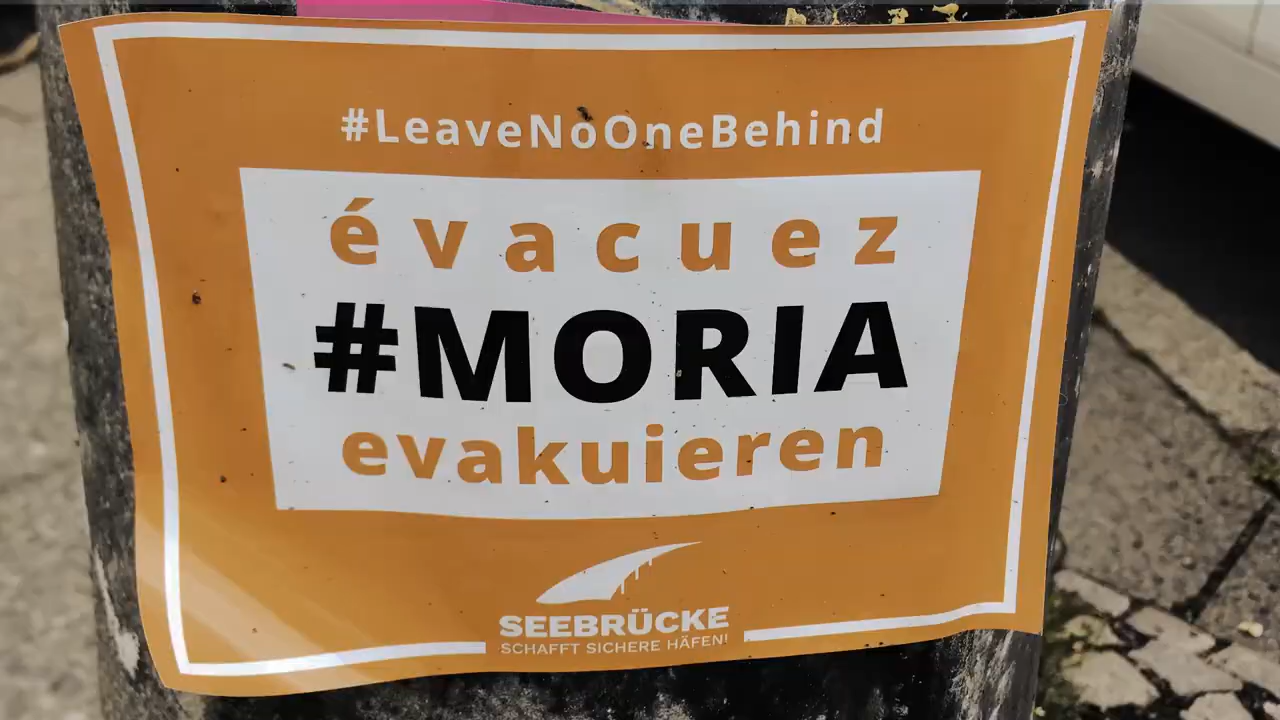 #LeaveNoOneBehind
évacuez
#MORIA
evakuieren
SEEBRÜCKE
SCHAFFT SICHERE HÄFEN!